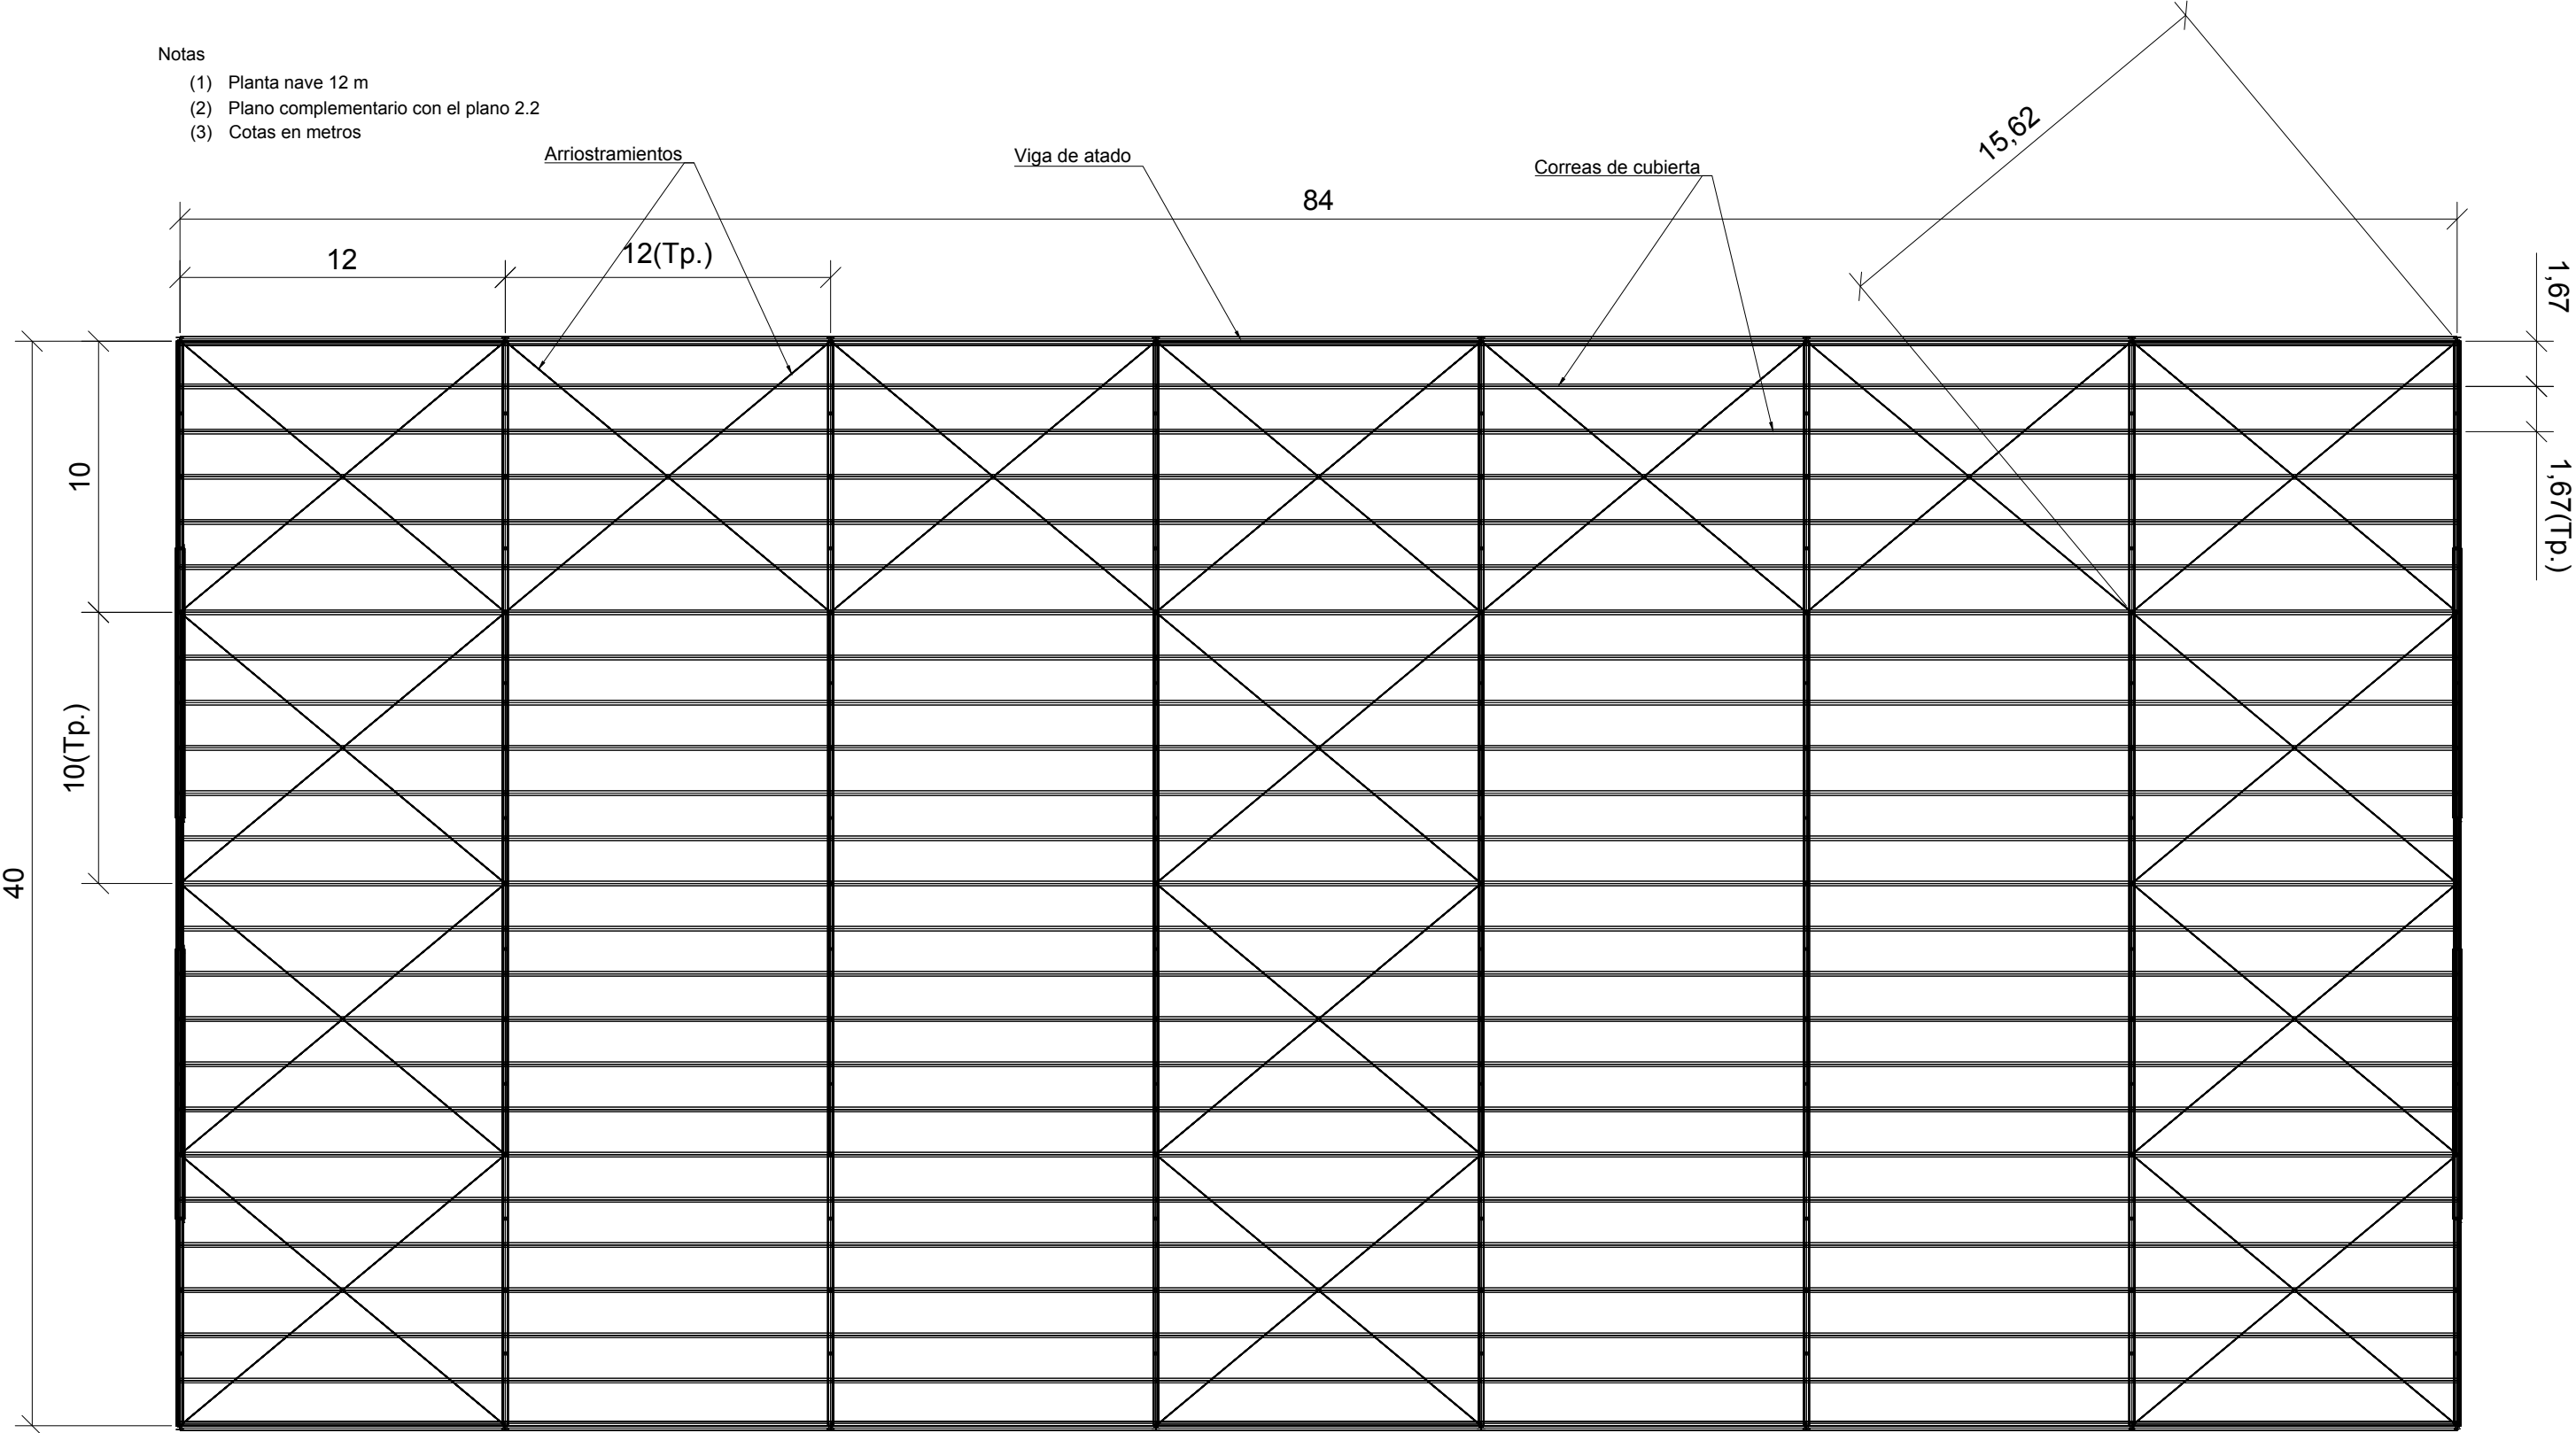 Notas
(1) Planta nave 12 m
(2) Plano complementario con el plano 2.2
(3) Cotas en metros
Arriostramientos
Viga de atado
Correas de cubierta
15,62
84
12
12(Tp.)
1,67
1,67(Tp.)
10
10(Tp.)
40